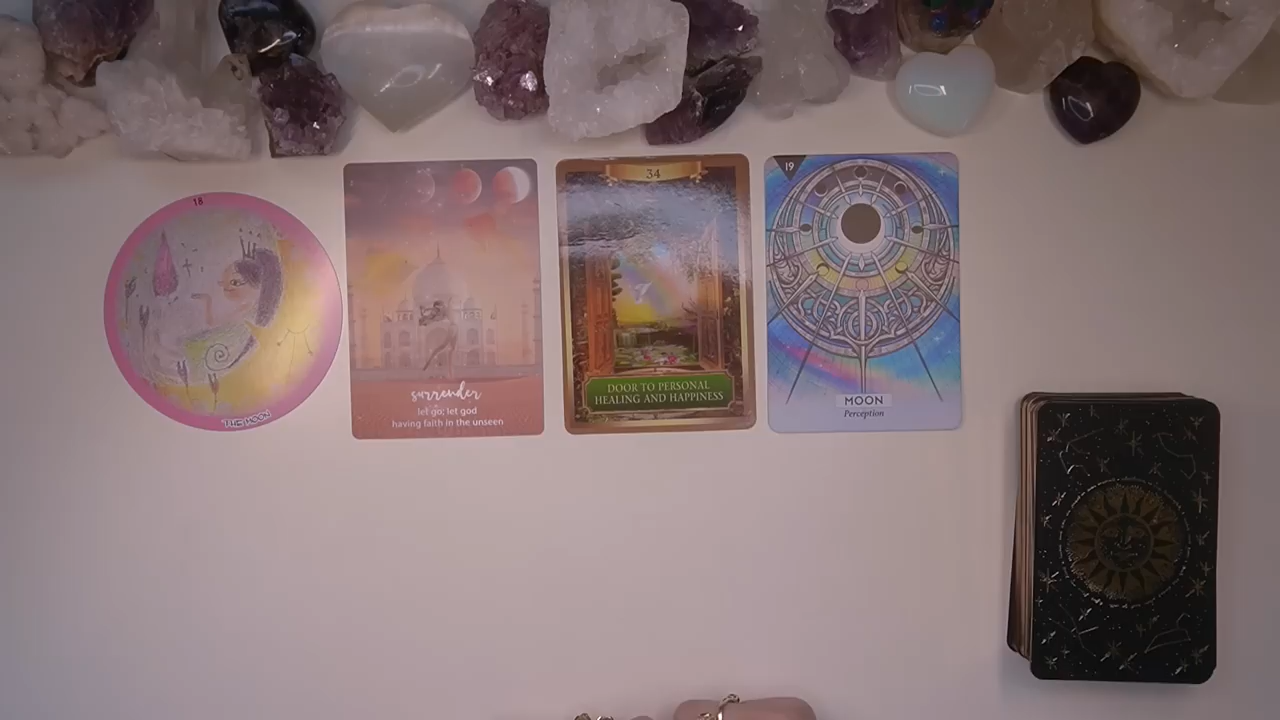 18
THE MOON
surrender
let go; let god
having faith in the unseen
34
DOOR TO PERSONAL
HEALING AND HAPPINESS
19
MOON
Perception